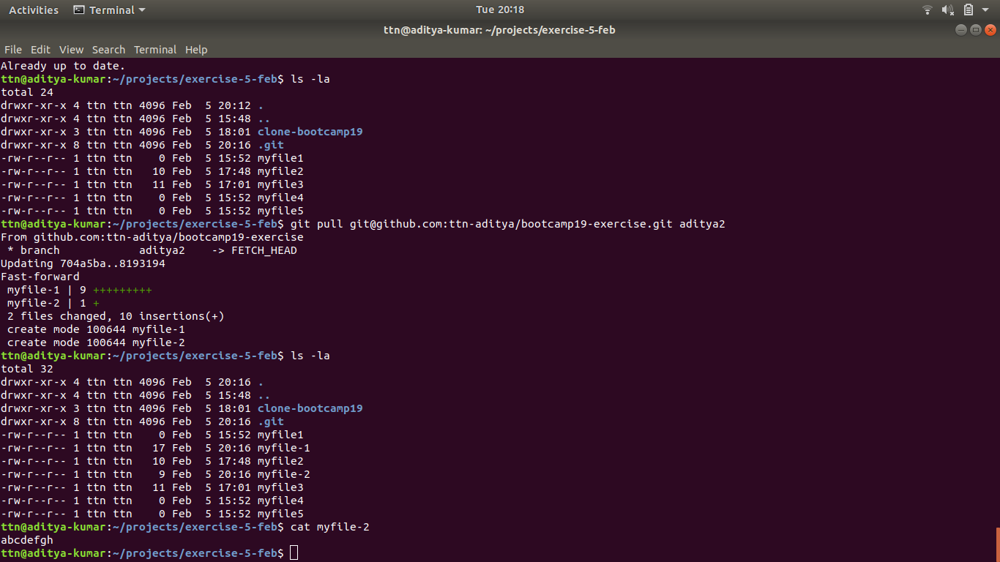 Activities Terminal Tue 20:18
ttn@aditya-kumar: ~/projects/exercise-5-feb
File Edit View Search Terminal Help
Already up to date.
ttn@aditya-kumar:~/projects/exercise-5-feb$ ls -la
total 24
drwxr-xr-x 4 ttn ttn 4096 Feb  5 20:12 .
drwxr-xr-x 4 ttn ttn 4096 Feb  5 15:48 ..
drwxr-xr-x 3 ttn ttn 4096 Feb  5 18:01 clone-bootcamp19
drwxr-xr-x 8 ttn ttn 4096 Feb  5 20:16 .git
-rw-r--r-- 1 ttn ttn    0 Feb  5 15:52 myfile1
-rw-r--r-- 1 ttn ttn   10 Feb  5 17:48 myfile2
-rw-r--r-- 1 ttn ttn   11 Feb  5 17:01 myfile3
-rw-r--r-- 1 ttn ttn    0 Feb  5 15:52 myfile4
-rw-r--r-- 1 ttn ttn    0 Feb  5 15:52 myfile5
ttn@aditya-kumar:~/projects/exercise-5-feb$ git pull git@github.com:ttn-aditya/bootcamp19-exercise.git aditya2
From github.com:ttn-aditya/bootcamp19-exercise
 * branch            aditya2    -> FETCH_HEAD
Updating 704a5ba..8193194
Fast-forward
 myfile-1 | 9 +++++++++
 myfile-2 | 1 +
 2 files changed, 10 insertions(+)
 create mode 100644 myfile-1
 create mode 100644 myfile-2
ttn@aditya-kumar:~/projects/exercise-5-feb$ ls -la
total 32
drwxr-xr-x 4 ttn ttn 4096 Feb  5 20:16 .
drwxr-xr-x 4 ttn ttn 4096 Feb  5 15:48 ..
drwxr-xr-x 3 ttn ttn 4096 Feb  5 18:01 clone-bootcamp19
drwxr-xr-x 8 ttn ttn 4096 Feb  5 20:16 .git
-rw-r--r-- 1 ttn ttn    0 Feb  5 15:52 myfile1
-rw-r--r-- 1 ttn ttn   17 Feb  5 20:16 myfile-1
-rw-r--r-- 1 ttn ttn   10 Feb  5 17:48 myfile2
-rw-r--r-- 1 ttn ttn    9 Feb  5 20:16 myfile-2
-rw-r--r-- 1 ttn ttn   11 Feb  5 17:01 myfile3
-rw-r--r-- 1 ttn ttn    0 Feb  5 15:52 myfile4
-rw-r--r-- 1 ttn ttn    0 Feb  5 15:52 myfile5
ttn@aditya-kumar:~/projects/exercise-5-feb$ cat myfile-2
abcdefgh
ttn@aditya-kumar:~/projects/exercise-5-feb$